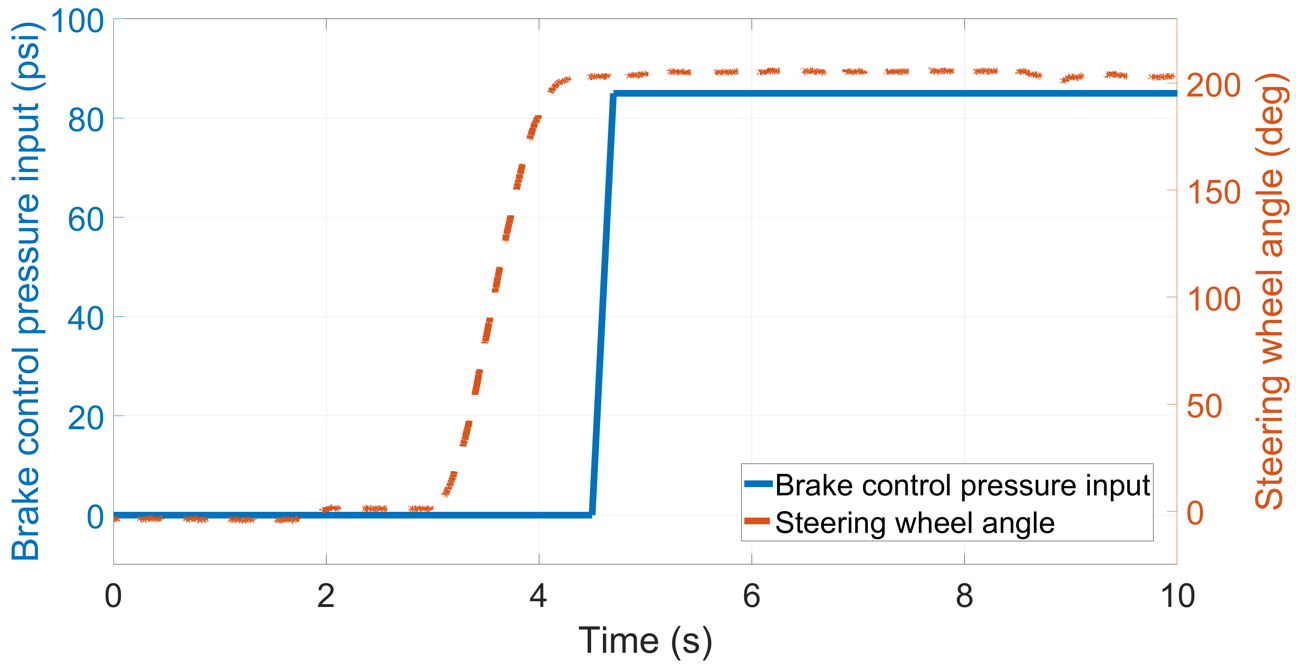 Brake control pressure input (psi)
100
80
60
40
20
0
Steering wheel angle (deg)
200
150
100
50
0
Brake control pressure input
Steering wheel angle
0 2 4 6 8 10
Time (s)